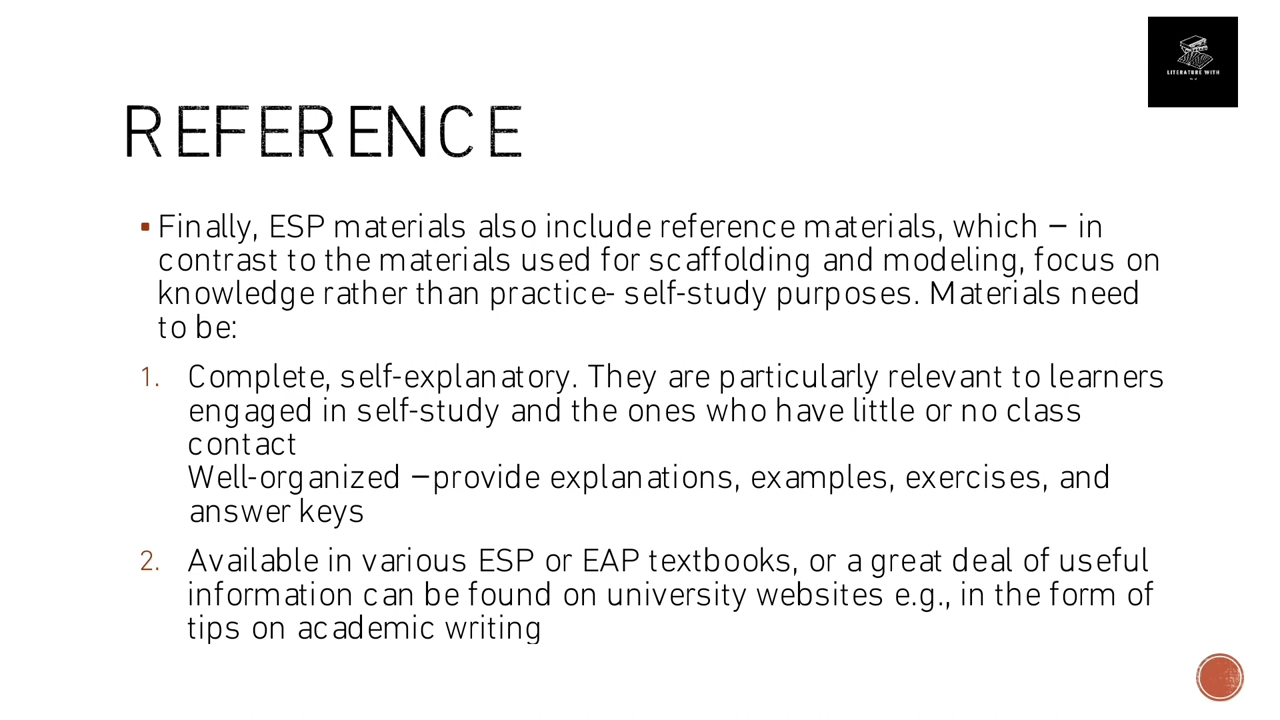 LITERATURE WITH
REFERENCE
▪ Finally, ESP materials also include reference materials, which – in
contrast to the materials used for scaffolding and modeling, focus on
knowledge rather than practice- self-study purposes. Materials need
to be:
1. Complete, self-explanatory. They are particularly relevant to learners
engaged in self-study and the ones who have little or no class
contact
Well-organized –provide explanations, examples, exercises, and
answer keys
2. Available in various ESP or EAP textbooks, or a great deal of useful
information can be found on university websites e.g., in the form of
tips on academic writing